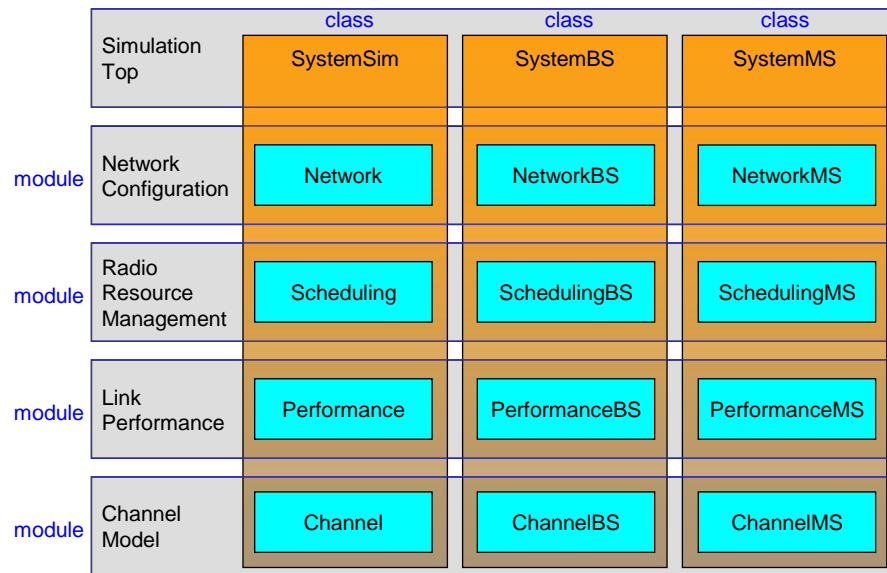 class class class
Simulation
Top
SystemSim SystemBS SystemMS
module
Network
Configuration
Network NetworkBS NetworkMS
module
Radio
Resource
Management
Scheduling SchedulingBS SchedulingMS
module
Link
Performance
Performance PerformanceBS PerformanceMS
module
Channel
Model
Channel ChannelBS ChannelMS